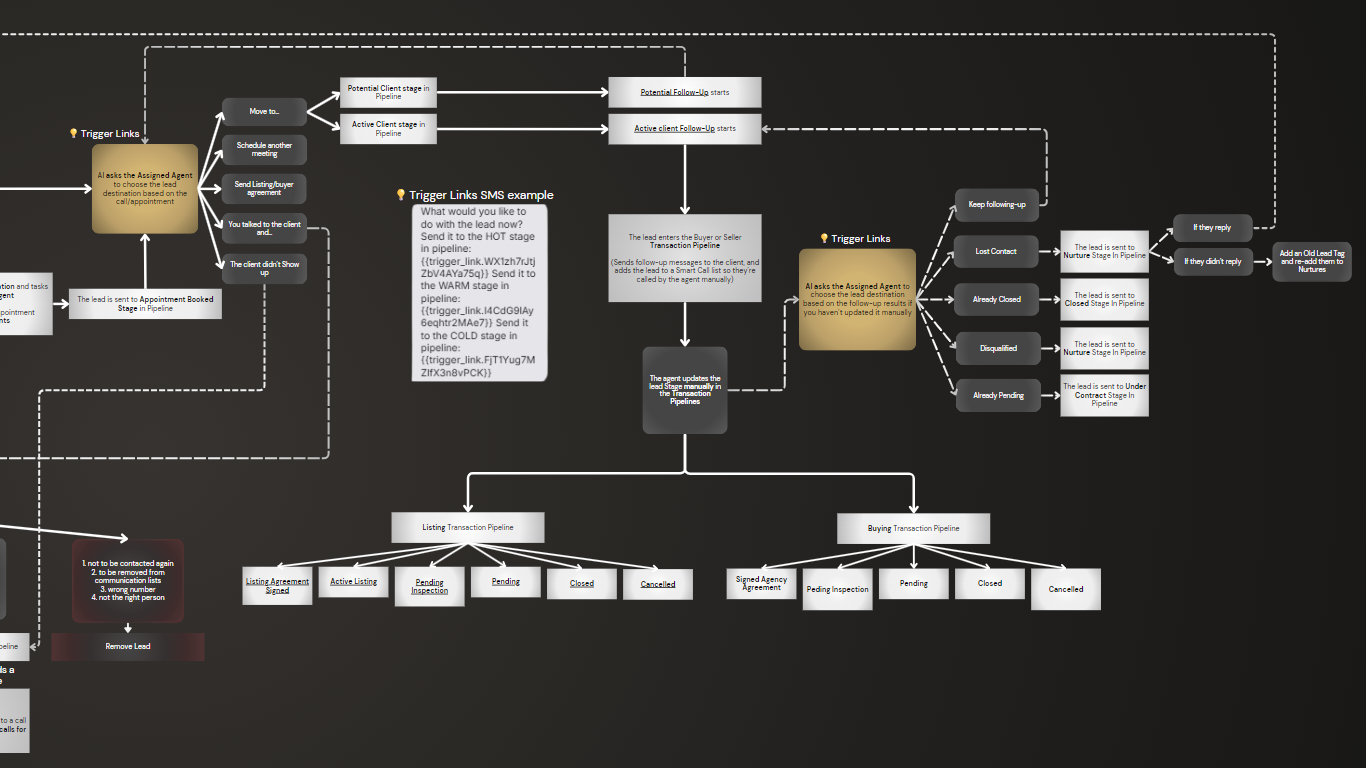 💡 Trigger Links
AI asks the Assigned Agent
to choose the lead
destination based on the
call/appointment
Move to...
Schedule another
meeting
Send Listing/buyer
agreement
You talked to the client
and...
The client didn't Show
up
Potential Client stage in
Pipeline
Active Client stage in
Pipeline
Potential Follow-Up starts
Active client Follow-Up starts
ation and tasks
gent
pointment
nts
The lead is sent to Appointment Booked
Stage in Pipeline
💡 Trigger Links SMS example
What would you like to
do with the lead now?
Send it to the HOT stage
in pipeline:
{{trigger_link.WX1zh7rJtj
ZbV4AYa75q}} Send it to
the WARM stage in
pipeline:
{{trigger_link.I4CdG9IAy
6eqhtr2MAe7}} Send it
to the COLD stage in
pipeline:
{{trigger_link.FjT1Yug7M
ZIfX3n8vPCK}}
The lead enters the Buyer or Seller
Transaction Pipeline
(Sends follow-up messages to the client, and
adds the lead to a Smart Call list so they're
called by the agent manually)
The agent updates the
lead Stage manually in
the Transaction
Pipelines
💡 Trigger Links
AI asks the Assigned Agent to
choose the lead destination
based on the follow-up results if
you haven't updated it manually
Keep following-up
Lost Contact
Already Closed
Disqualified
Already Pending
The lead is sent to
Nurture Stage In Pipeline
The lead is sent to
Closed Stage In Pipeline
The lead is sent to
Nurture Stage In Pipeline
The lead is sent to Under
Contract Stage In
Pipeline
If they reply
If they didn't reply
Add an Old Lead Tag
and re-add them to
Nurtures
1. not to be contacted again
2. to be removed from
communication lists
3. wrong number
4. not the right person
Remove Lead
peline
ds a
e
to a call
calls for
Listing Transaction Pipeline
Listing Agreement
Signed
Active Listing
Pending
Inspection
Pending
Closed
Cancelled
Buying Transaction Pipeline
Signed Agency
Agreement
Peding Inspection
Pending
Closed
Cancelled